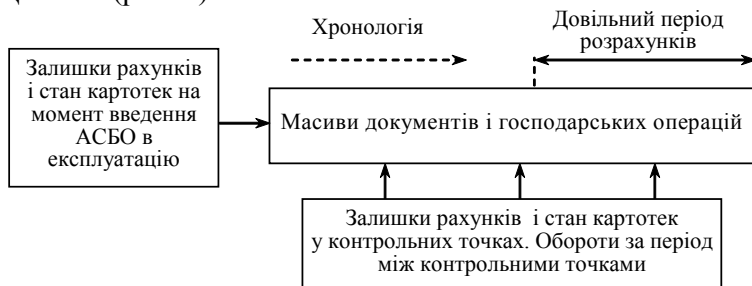 Хронологія
Довільний період
розрахунків
Залишки рахунків
і стан картотек на
момент введення
АСБО в
експлуатацію
Масиви документів і господарських операцій
Залишки рахунків і стан картотек
у контрольних точках. Обороти за період
між контрольними точками